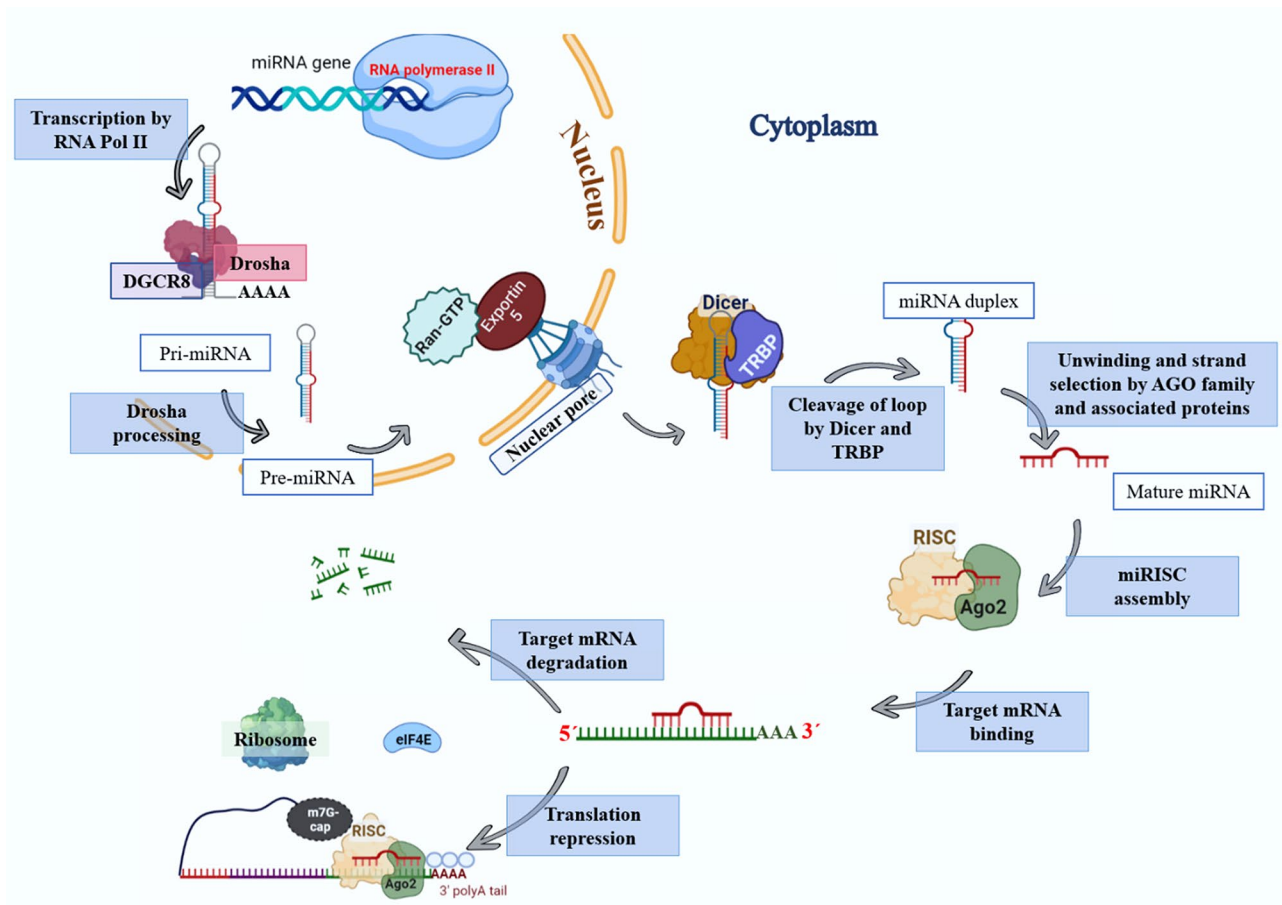 miRNA gene
RNA polymerase II
Transcription by
RNA Pol II
Nucleus
Cytoplasm
DGCR8
Drosha
AAAA
Pri-miRNA
Drosha
processing
Pre-miRNA
Ran-GTP
Exportin
5
Nuclear pore
Dicer
TRBP
Cleavage of loop
by Dicer and
TRBP
miRNA duplex
Unwinding and strand
selection by AGO family
and associated proteins
Mature miRNA
RISC
Ago2
miRISC
assembly
Target mRNA
binding
5´
AAA 3´
Target mRNA
degradation
Translation
repression
Ribosome
eIF4E
m7G-
cap
RISC
Ago2
AAAA
3' polyA tail